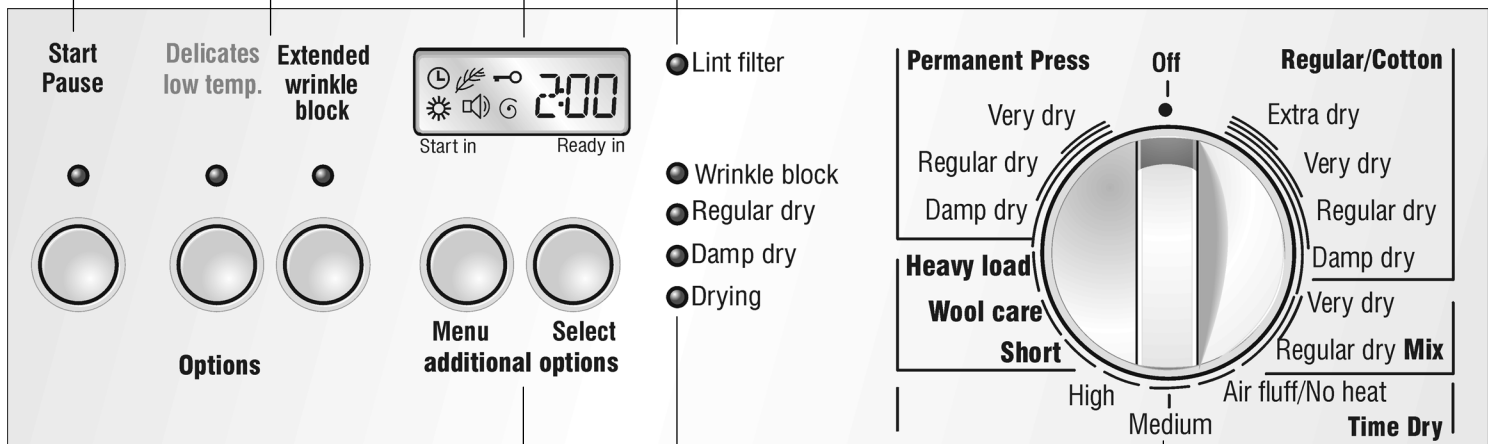 Start
Pause
Delicates
low temp.
Extended
wrinkle
block
Options
2:00
Start in
Ready in
Menu
Select
additional options
Lint filter
Wrinkle block
Regular dry
Damp dry
Drying
Permanent Press
Very dry
Regular dry
Damp dry
Heavy load
Wool care
Short
Off
Regular/Cotton
Extra dry
Very dry
Regular dry
Damp dry
Very dry
Regular dry Mix
High
Medium
Air fluff/No heat
Time Dry